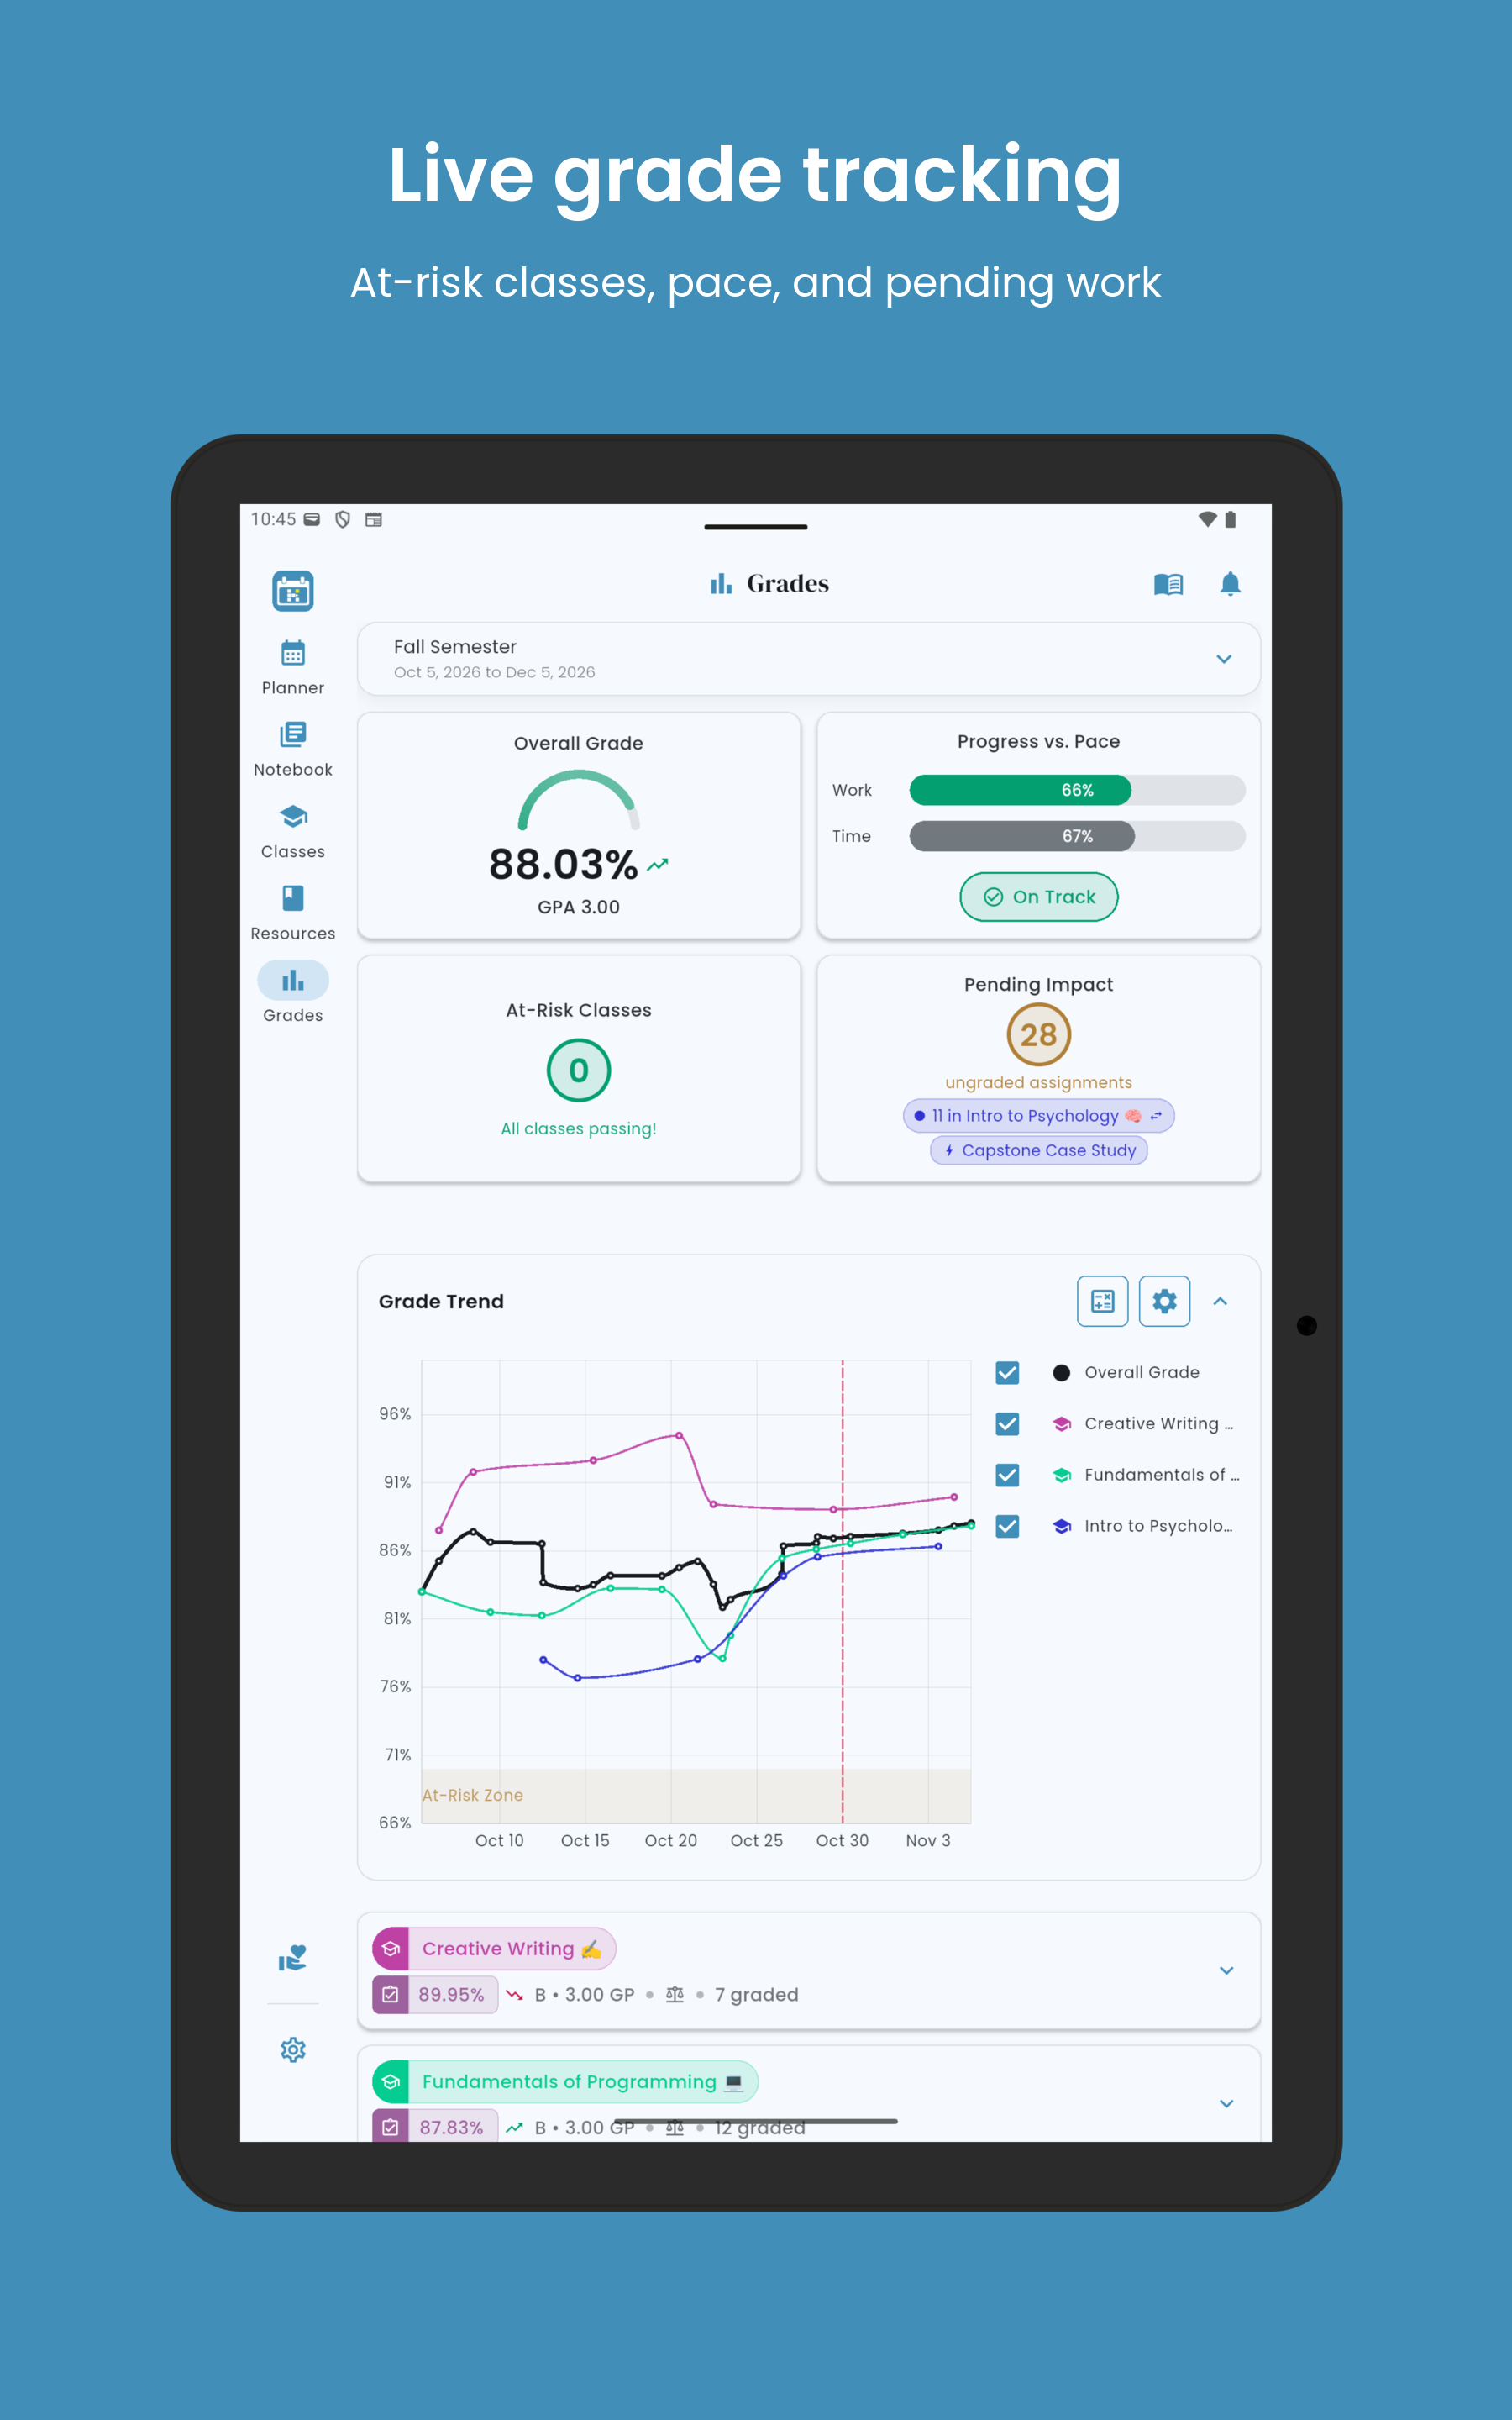 Live grade tracking
At-risk classes, pace, and pending work
10:45
Grades
Fall Semester
Oct 5, 2026 to Dec 5, 2026
Planner
Notebook
Classes
Resources
Grades
Overall Grade
88.03%
GPA 3.00
Progress vs. Pace
Work 66%
Time 67%
On Track
At-Risk Classes
0
All classes passing!
Pending Impact
28
ungraded assignments
11 in Intro to Psychology 🧠
Capstone Case Study
Grade Trend
96%
91%
86%
81%
76%
71%
66%
At-Risk Zone
Oct 10 Oct 15 Oct 20 Oct 25 Oct 30 Nov 3
Overall Grade
Creative Writing ...
Fundamentals of ...
Intro to Psycholo...
Creative Writing ✍️
89.95% B • 3.00 GP • • 7 graded
Fundamentals of Programming 💻
87.83% B • 3.00 GP • • 12 graded